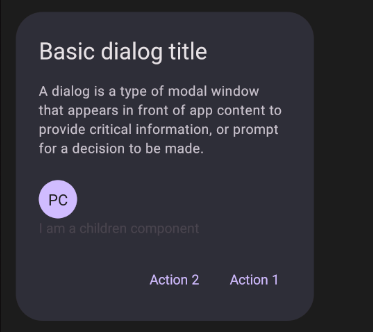 Basic dialog title
A dialog is a type of modal window
that appears in front of app content to
provide critical information, or prompt
for a decision to be made.
PC
I am a children component
Action 2 Action 1